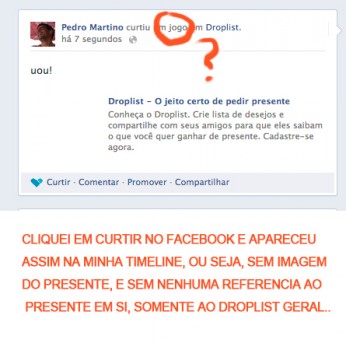 Pedro Martino curtiu um jogo em Droplist.
há 7 segundos
?
uou!
Droplist - O jeito certo de pedir presente
Conheça o Droplist. Crie lista de desejos e
compartilhe com seus amigos para que eles saibam
o que você quer ganhar de presente. Cadastre-se
agora.
Curtir · Comentar · Promover · Compartilhar
CLIQUEI EM CURTIR NO FACEBOOK E APARECEU
ASSIM NA MINHA TIMELINE, OU SEJA, SEM IMAGEM
DO PRESENTE, E SEM NENHUMA REFERENCIA AO
PRESENTE EM SI, SOMENTE AO DROPLIST GERAL..